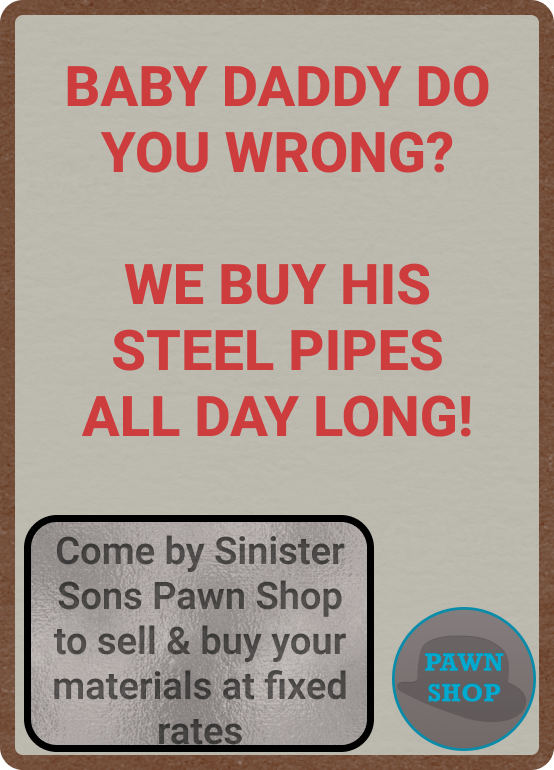 BABY DADDY DO
YOU WRONG?
WE BUY HIS
STEEL PIPES
ALL DAY LONG!
Come by Sinister
Sons Pawn Shop
to sell & buy your
materials at fixed
rates
PAWN
SHOP